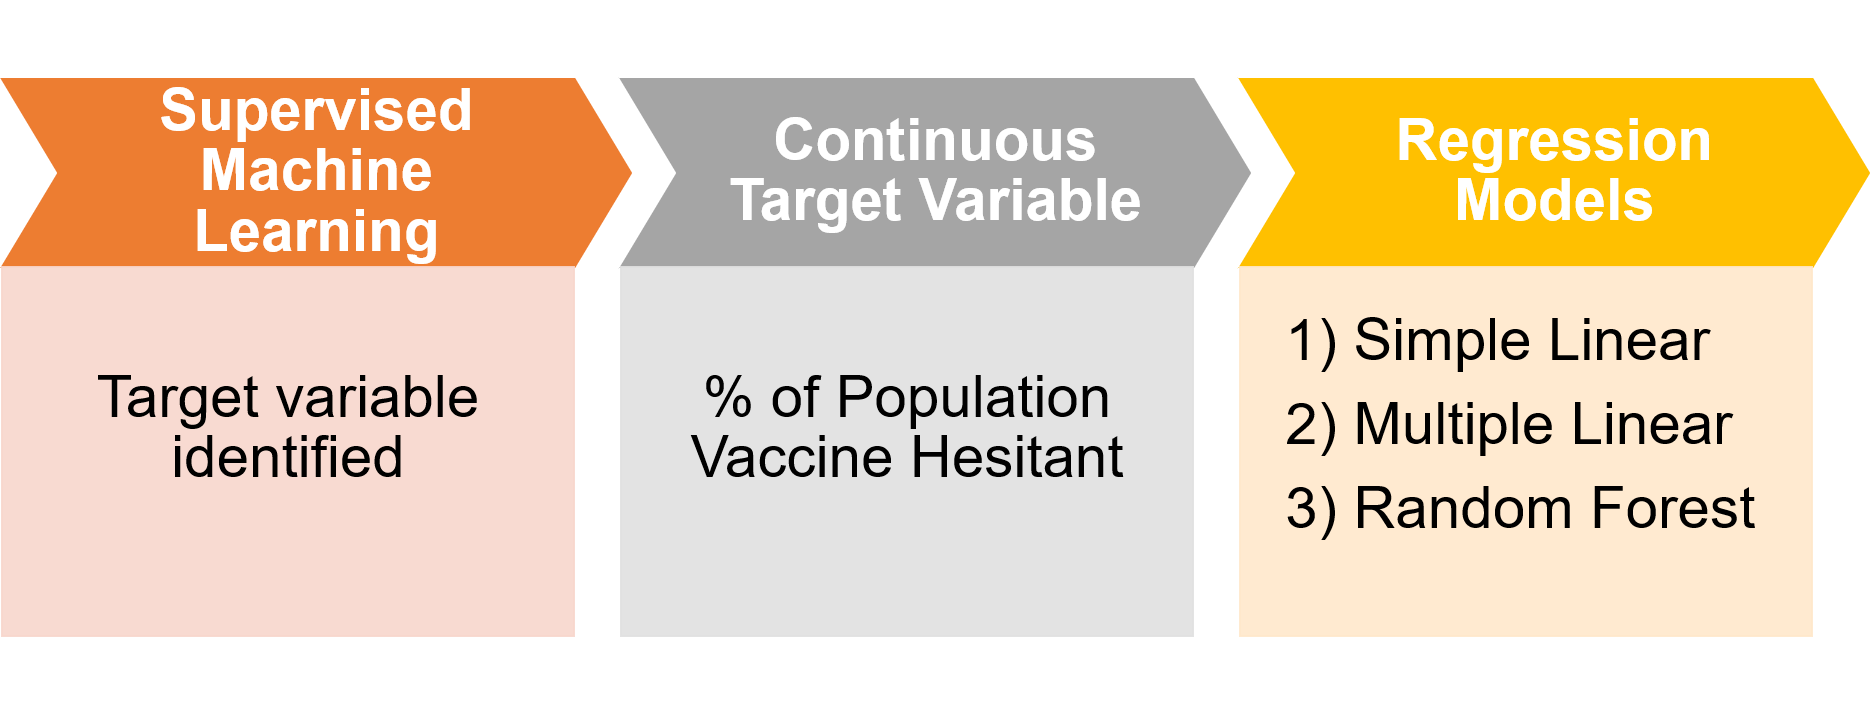 Supervised
Machine
Learning
Target variable
identified
Continuous
Target Variable
% of Population
Vaccine Hesitant
Regression
Models
1) Simple Linear
2) Multiple Linear
3) Random Forest